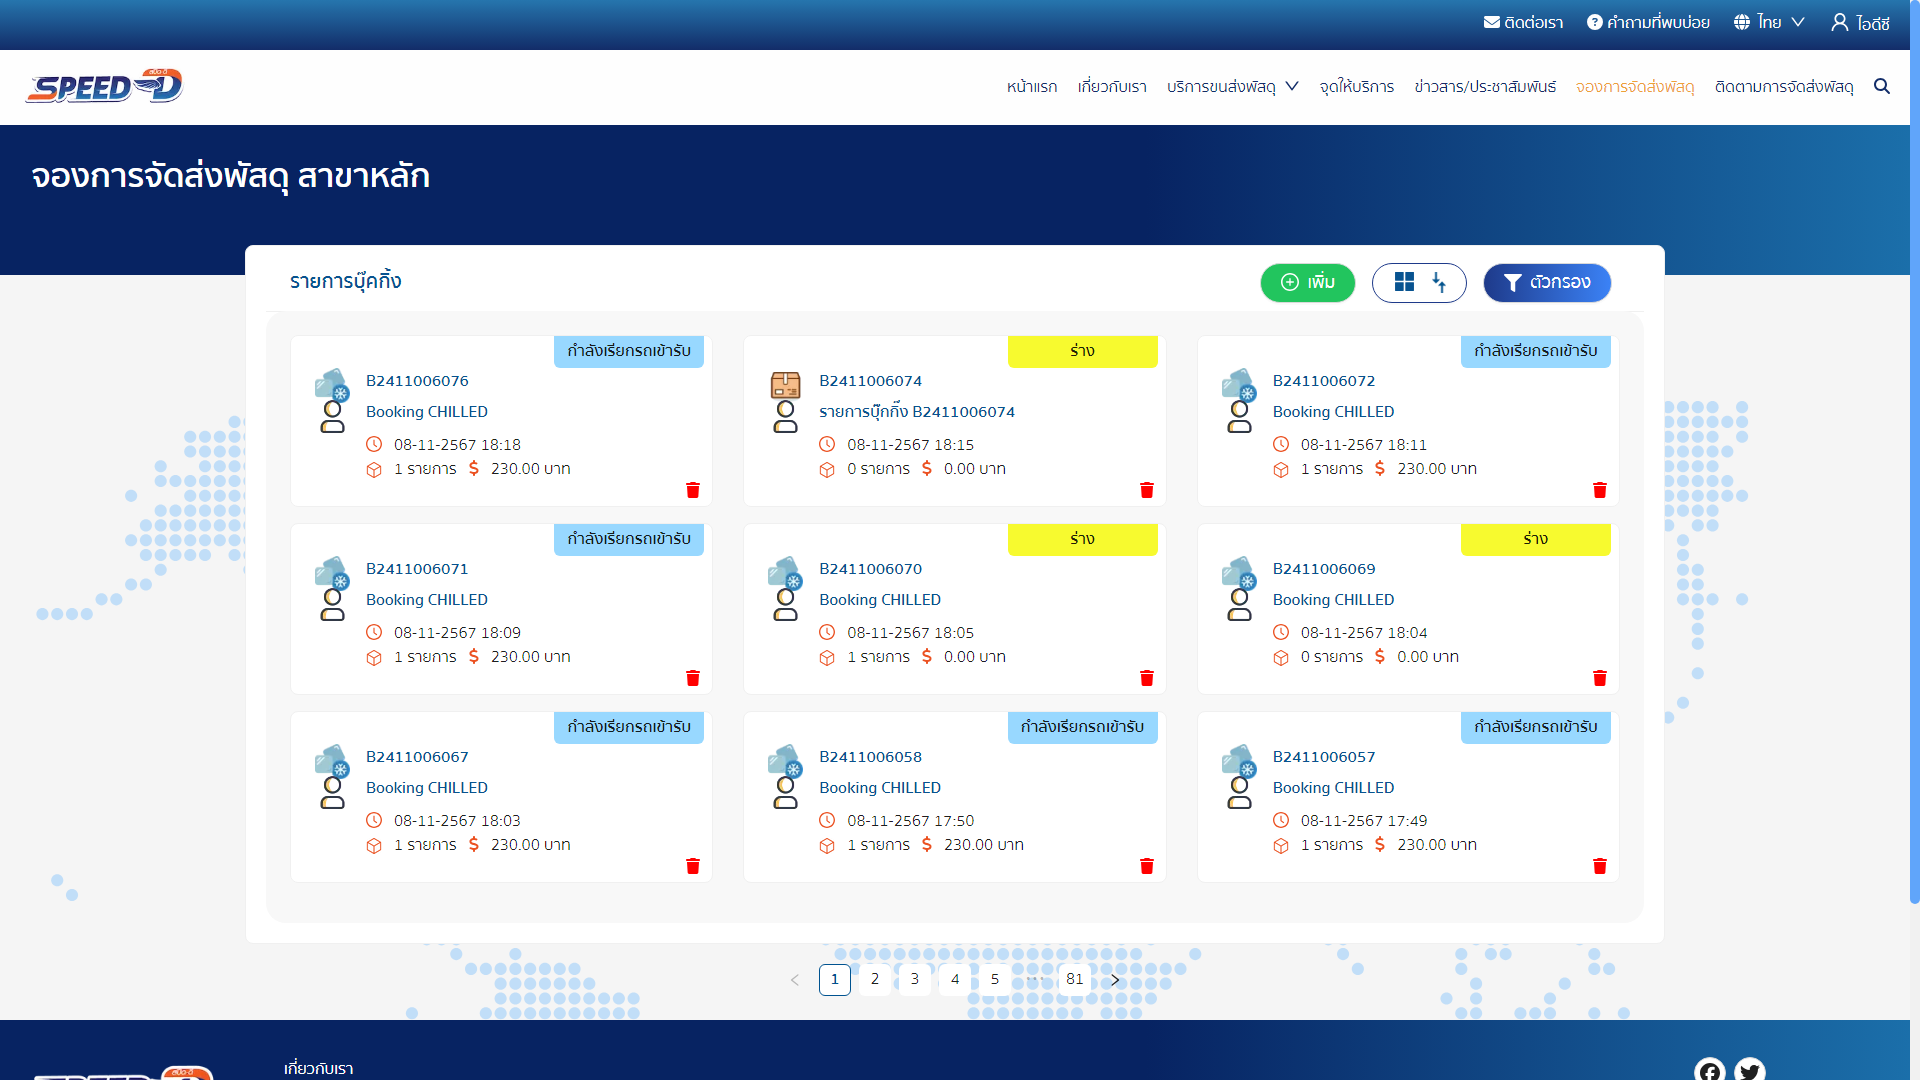 ติดต่อเรา คำถามที่พบบ่อย ไทย ไอดีซี
SPEED-D สปีด-ดี
หน้าแรก เกี่ยวกับเรา บริการขนส่งพัสดุ จุดให้บริการ ข่าวสาร/ประชาสัมพันธ์ จองการจัดส่งพัสดุ ติดตามการจัดส่งพัสดุ
จองการจัดส่งพัสดุ สาขาหลัก
รายการบุ๊คกิ้ง
เพิ่ม
ตัวกรอง
กำลังเรียกรถเข้ารับ
B2411006076
Booking CHILLED
08-11-2567 18:18
1 รายการ $ 230.00 บาท
ร่าง
B2411006074
รายการบุ๊กกิ้ง B2411006074
08-11-2567 18:15
0 รายการ $ 0.00 บาท
กำลังเรียกรถเข้ารับ
B2411006072
Booking CHILLED
08-11-2567 18:11
1 รายการ $ 230.00 บาท
กำลังเรียกรถเข้ารับ
B2411006071
Booking CHILLED
08-11-2567 18:09
1 รายการ $ 230.00 บาท
ร่าง
B2411006070
Booking CHILLED
08-11-2567 18:05
1 รายการ $ 0.00 บาท
ร่าง
B2411006069
Booking CHILLED
08-11-2567 18:04
0 รายการ $ 0.00 บาท
กำลังเรียกรถเข้ารับ
B2411006067
Booking CHILLED
08-11-2567 18:03
1 รายการ $ 230.00 บาท
กำลังเรียกรถเข้ารับ
B2411006058
Booking CHILLED
08-11-2567 17:50
1 รายการ $ 230.00 บาท
กำลังเรียกรถเข้ารับ
B2411006057
Booking CHILLED
08-11-2567 17:49
1 รายการ $ 230.00 บาท
< 1 2 3 4 5 ••• 81 >
เกี่ยวกับเรา